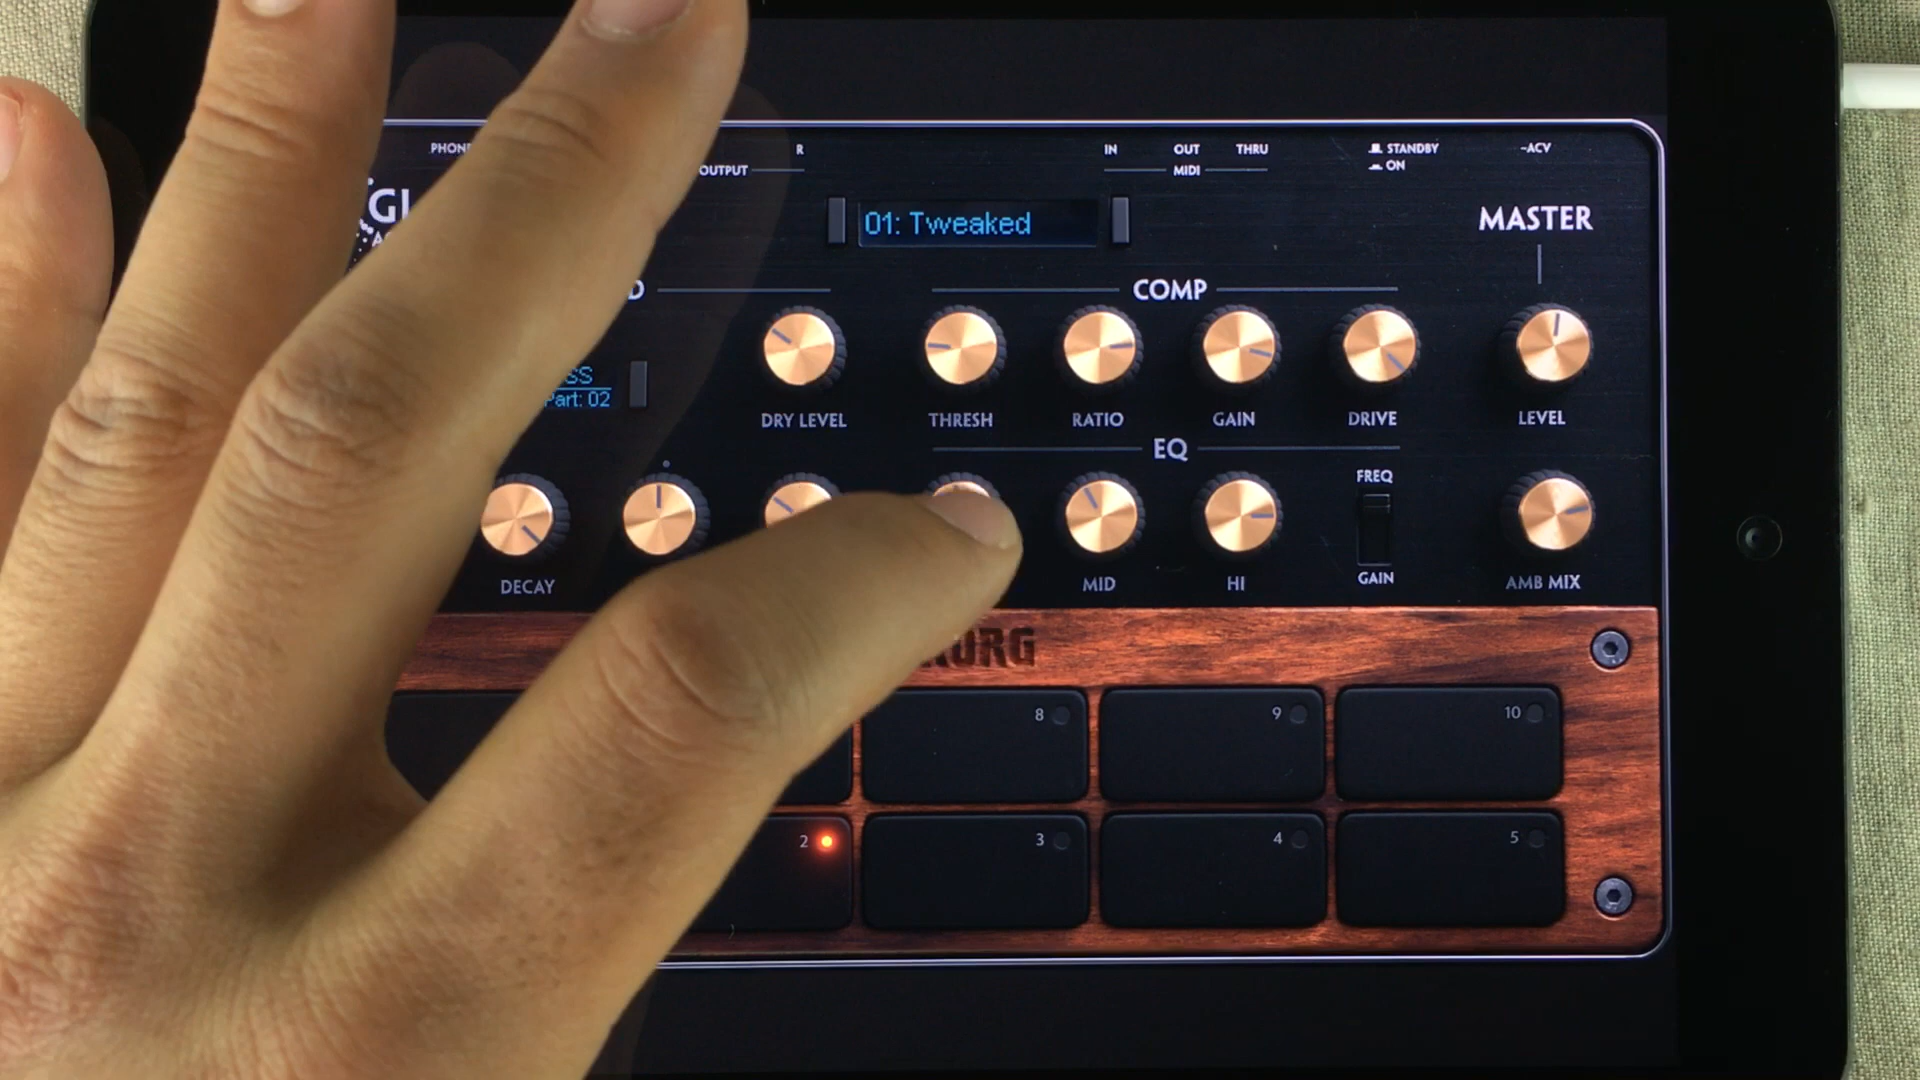 R
IN OUT THRU
STANDBY
~ACV
OUTPUT
MIDI
ON
01: Tweaked
MASTER
COMP
Part: 02
DRY LEVEL THRESH RATIO GAIN DRIVE LEVEL
EQ
FREQ
DECAY MID HI GAIN AMB MIX
KORG
8 9 10
2 3 4 5